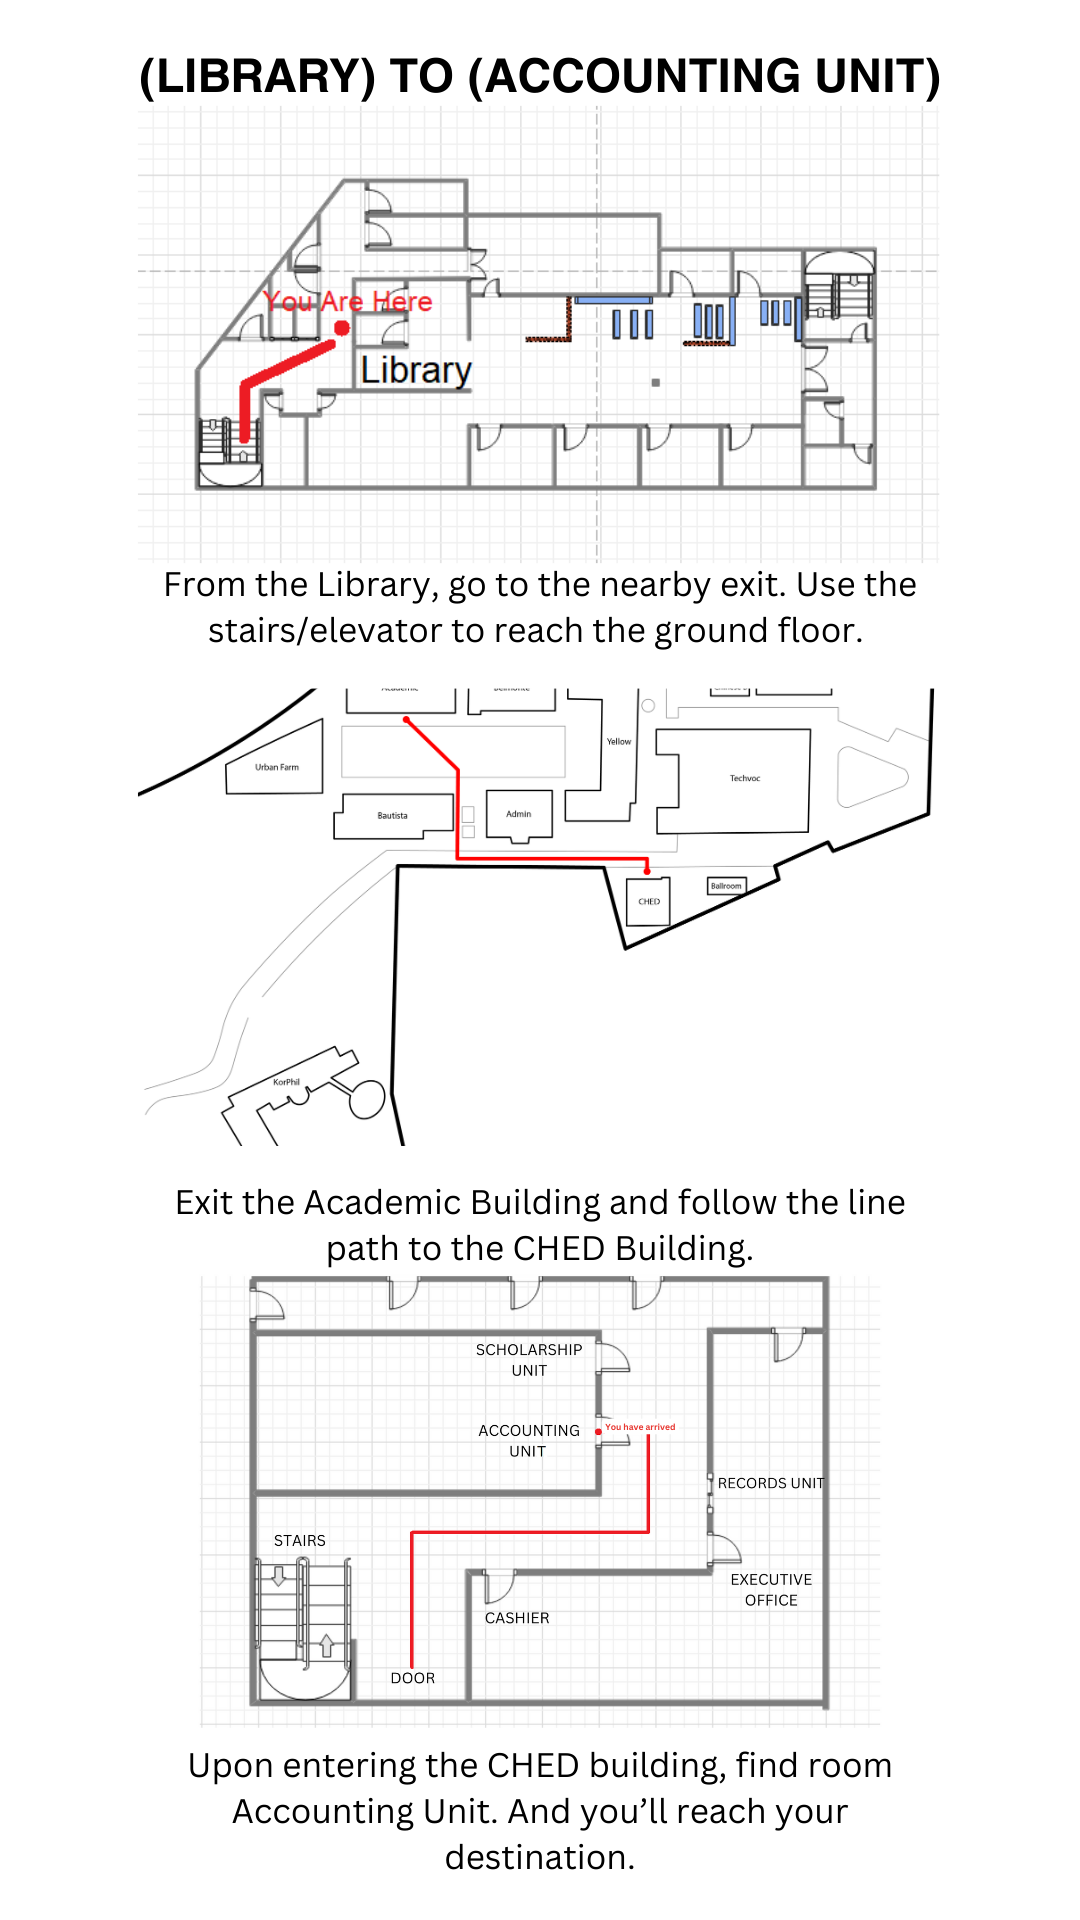 (LIBRARY) TO (ACCOUNTING UNIT)
You Are Here
Library
From the Library, go to the nearby exit. Use the
stairs/elevator to reach the ground floor.
Urban Farm
Yellow
Techvoc
Bautista
Admin
CHED
Ballroom
KorPhil
Exit the Academic Building and follow the line
path to the CHED Building.
SCHOLARSHIP
UNIT
ACCOUNTING
UNIT
You have arrived
RECORDS UNIT
STAIRS
EXECUTIVE
OFFICE
CASHIER
DOOR
Upon entering the CHED building, find room
Accounting Unit. And you’ll reach your
destination.